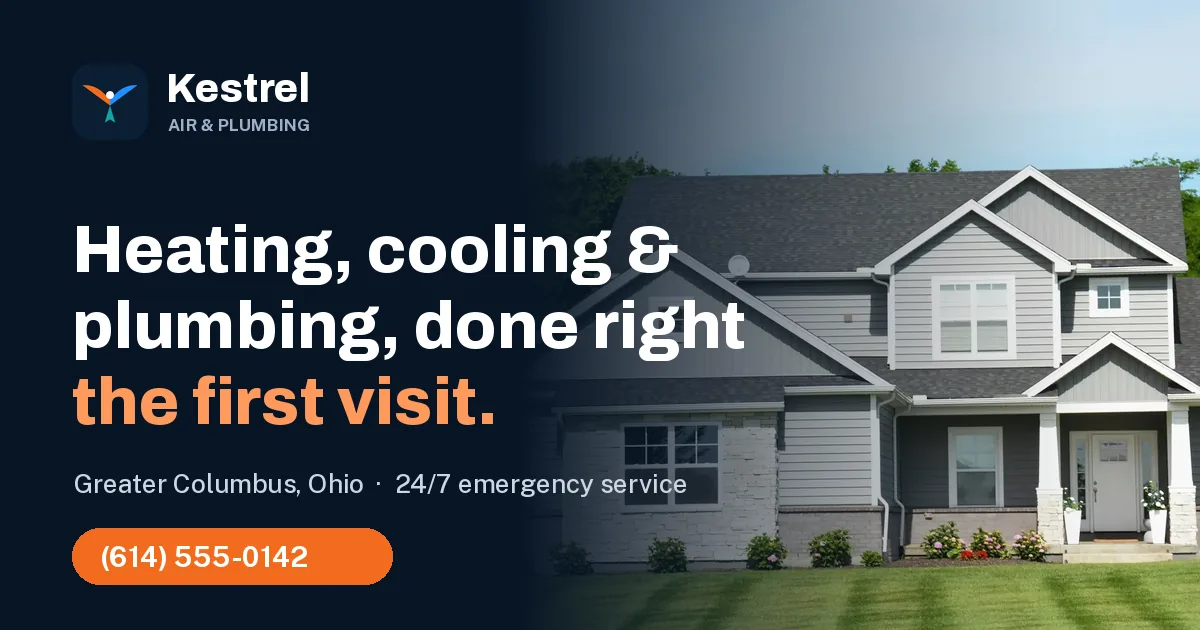 Kestrel
AIR & PLUMBING
Heating, cooling &
plumbing, done right
the first visit.
Greater Columbus, Ohio · 24/7 emergency service
(614) 555-0142